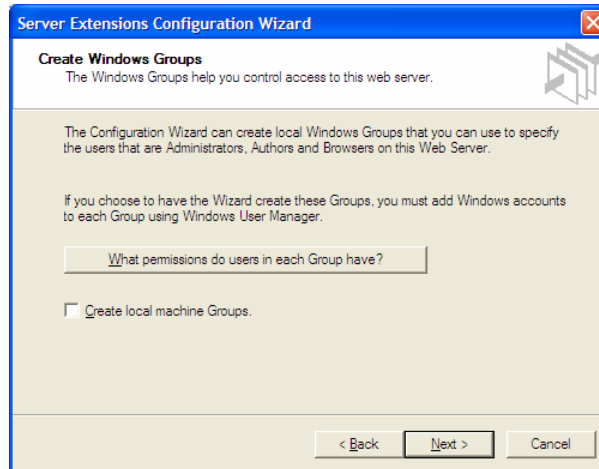 Server Extensions Configuration Wizard
Create Windows Groups
The Windows Groups help you control access to this web server.
The Configuration Wizard can create local Windows Groups that you can use to specify
the users that are Administrators, Authors and Browsers on this Web Server.
If you choose to have the Wizard create these Groups, you must add Windows accounts
to each Group using Windows User Manager.
What permissions do users in each Group have?
Create local machine Groups.
< Back Next > Cancel